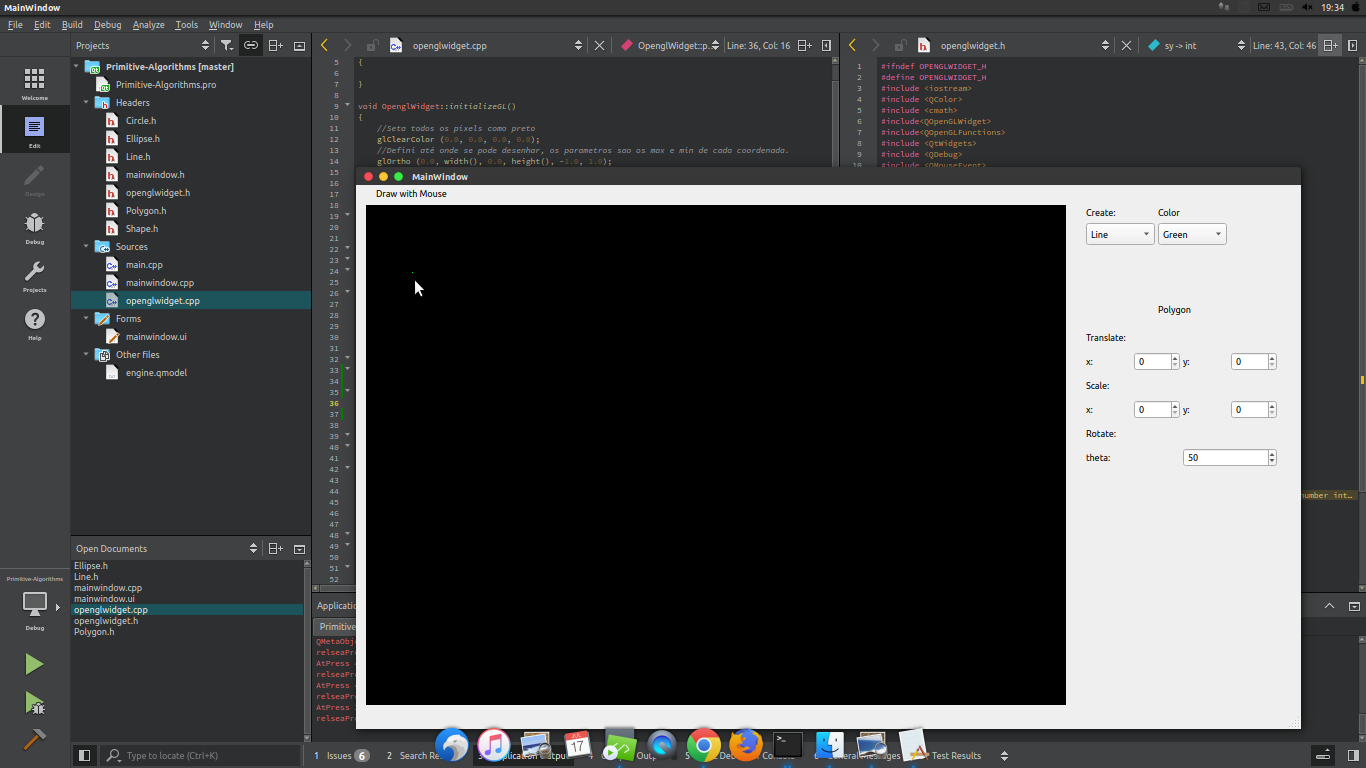 MainWindow
19:34
File Edit Build Debug Analyze Tools Window Help
Projects
openglwidget.cpp
OpenglWidget::p...
Line: 36, Col: 16
openglwidget.h
sy -> int
Line: 43, Col: 46
Welcome
Edit
Design
Debug
Projects
Help
Primitive-Algorithms [master]
Primitive-Algorithms.pro
Headers
Circle.h
Ellipse.h
Line.h
mainwindow.h
openglwidget.h
Polygon.h
Shape.h
Sources
main.cpp
mainwindow.cpp
openglwidget.cpp
Forms
mainwindow.ui
Other files
engine.qmodel
5 {
6
7 }
8
9 void OpenglWidget::initializeGL()
10 {
11 //Seta todos os pixels como preto
12 glClearColor (0.0, 0.0, 0.0, 0.0);
13 //Defini até onde se pode desenhar, os parametros sao os max e min de cada coordenada.
14 glOrtho (0.0, width(), 0.0, height(), -1.0, 1.0);
15
16
17
18
19
20
21
22
23
24
25
26
27
28
29
30
31
32
33
34
35
36
37
38
39
40
41
42
43
44
45
46
47
48
49
50
51
52
1 #ifndef OPENGLWIDGET_H
2 #define OPENGLWIDGET_H
3 #include <iostream>
4 #include <QColor>
5 #include <cmath>
6 #include<QOpenGLWidget>
7 #include<QOpenGLFunctions>
8 #include <QtWidgets>
9 #include <QDebug>
10 #include <QMouseEvent>
number int...
MainWindow
Draw with Mouse
Create: Color
Line Green
Polygon
Translate:
x: 0 y: 0
Scale:
x: 0 y: 0
Rotate:
theta: 50
Open Documents
Ellipse.h
Line.h
mainwindow.cpp
mainwindow.ui
openglwidget.cpp
openglwidget.h
Polygon.h
Primitive-Algorithms
Debug
Applicatio
Primitive
QMetaObj
relseaPr
AtPress
relseaPr
AtPress
relseaPr
AtPress
relseaPr
17
Type to locate (Ctrl+K)
1 Issues 6 2 Search Re 3 Application Output 4 Outp 5 General Messages Test Results